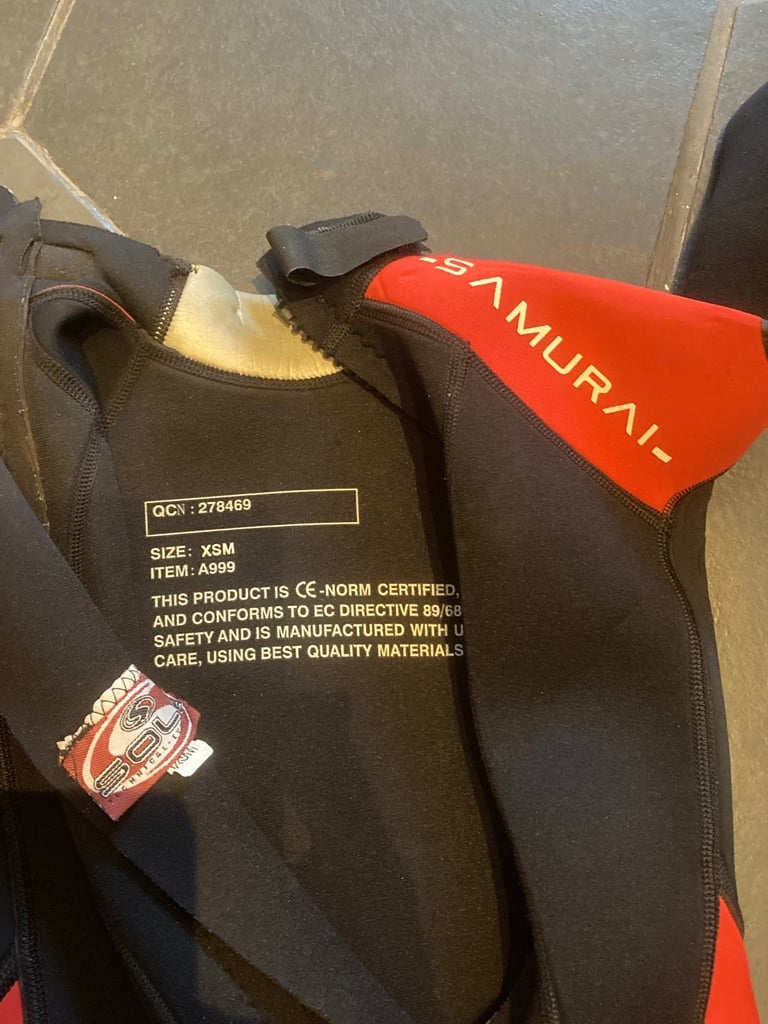 -SAMURAI-
QCN : 278469
SIZE: XSM
ITEM: A999
THIS PRODUCT IS CE-NORM CERTIFIED,
AND CONFORMS TO EC DIRECTIVE 89/68
SAFETY AND IS MANUFACTURED WITH U
CARE, USING BEST QUALITY MATERIALS
SOL